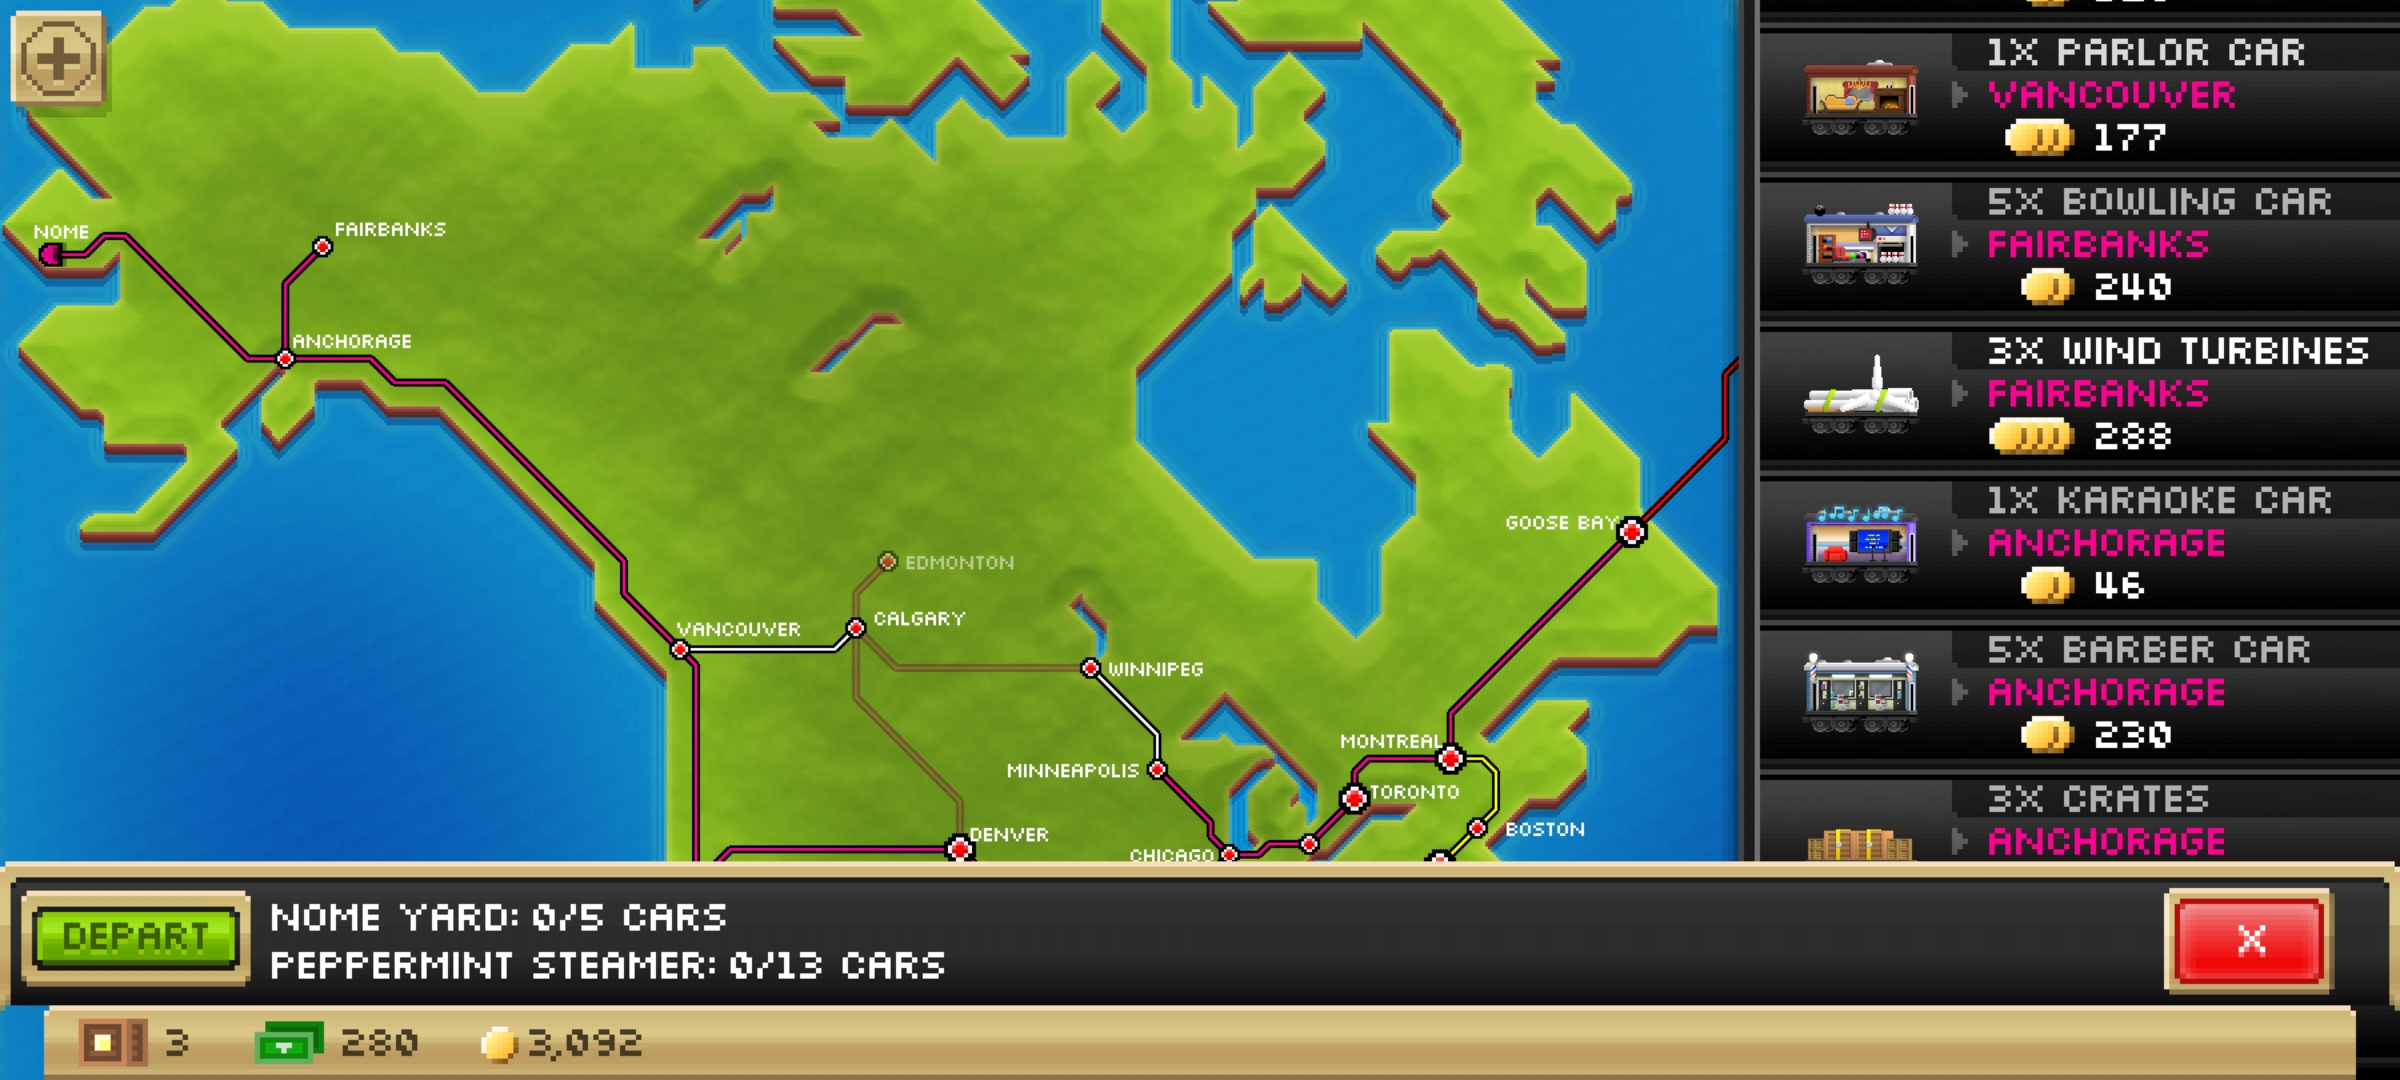 NOME
FAIRBANKS
ANCHORAGE
EDMONTON
CALGARY
VANCOUVER
WINNIPEG
MINNEAPOLIS
CHICAGO
DENVER
GOOSE BAY
MONTREAL
TORONTO
BOSTON
1X PARLOR CAR
VANCOUVER
177
5X BOWLING CAR
FAIRBANKS
240
3X WIND TURBINES
FAIRBANKS
288
1X KARAOKE CAR
ANCHORAGE
46
5X BARBER CAR
ANCHORAGE
230
3X CRATES
ANCHORAGE
DEPART
NOME YARD: 0/5 CARS
PEPPERMINT STEAMER: 0/13 CARS
X
3
280
3,092